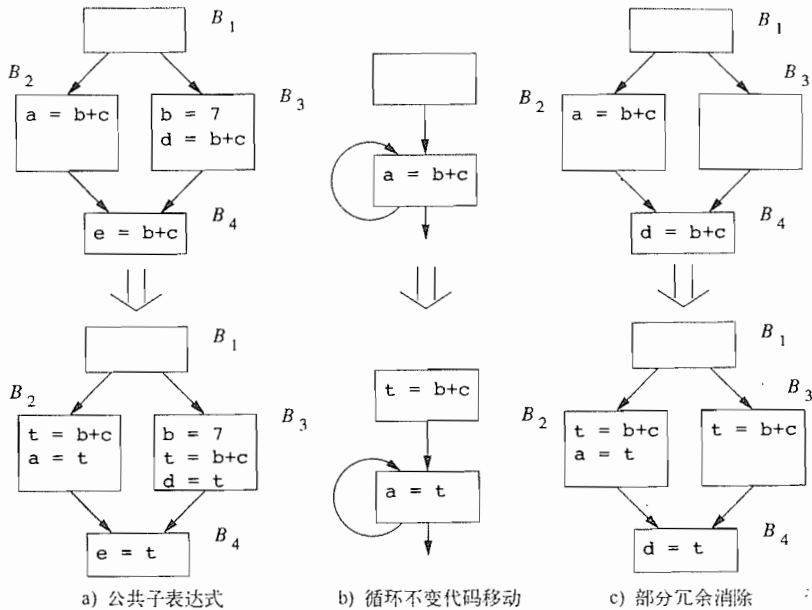 B1
B2
a = b+c
b = 7
d = b+c
B3
e = b+c
B4
B1
B2
t = b+c
a = t
b = 7
t = b+c
d = t
B3
e = t
B4
a) 公共子表达式
a = b+c
t = b+c
a = t
b) 循环不变代码移动
B1
B2
a = b+c
B3
d = b+c
B4
B1
B2
t = b+c
a = t
t = b+c
B3
d = t
B4
c) 部分冗余消除